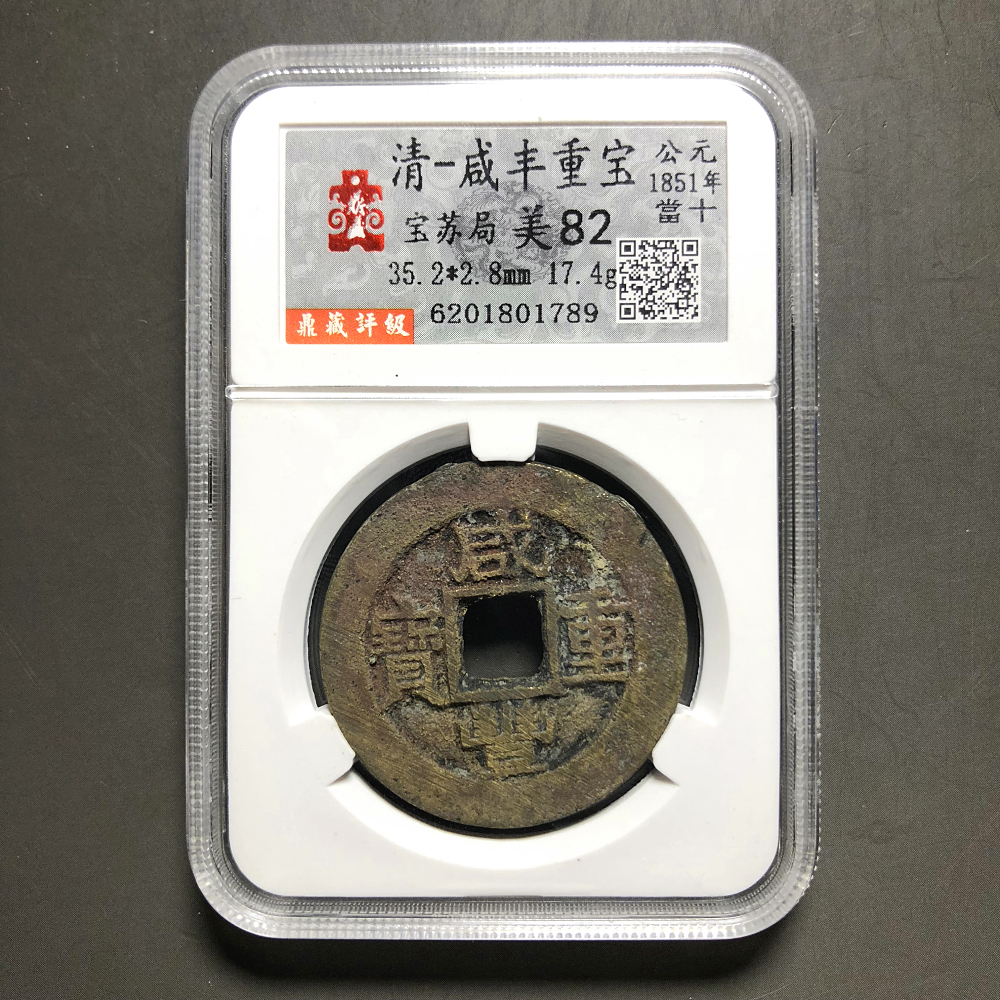 清-咸丰重宝
公元
1851年
當十
宝苏局 美82
35.2*2.8mm 17.4g
6201801789
鼎藏評級
咸
寶 重
豐